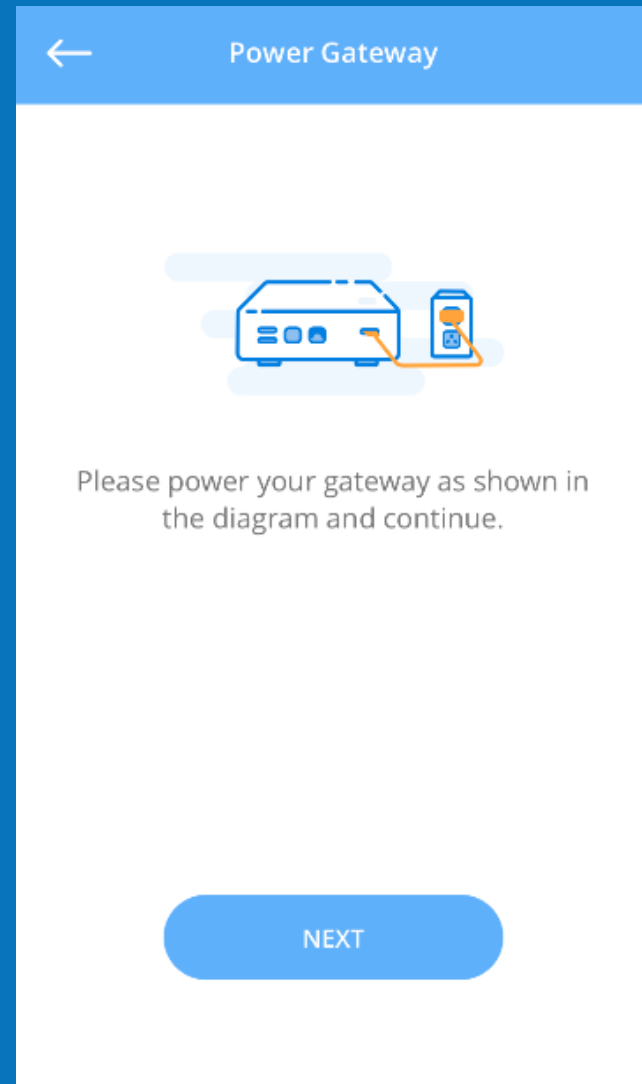 Power Gateway
Please power your gateway as shown in
the diagram and continue.
NEXT